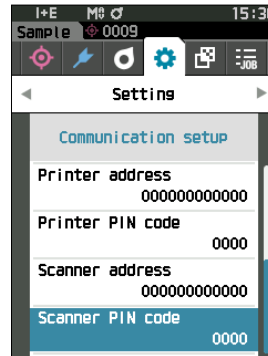 I+E M0 15:3
Sample 0009
-JOB
Setting
Communication setup
Printer address
000000000000
Printer PIN code
0000
Scanner address
000000000000
Scanner PIN code
0000